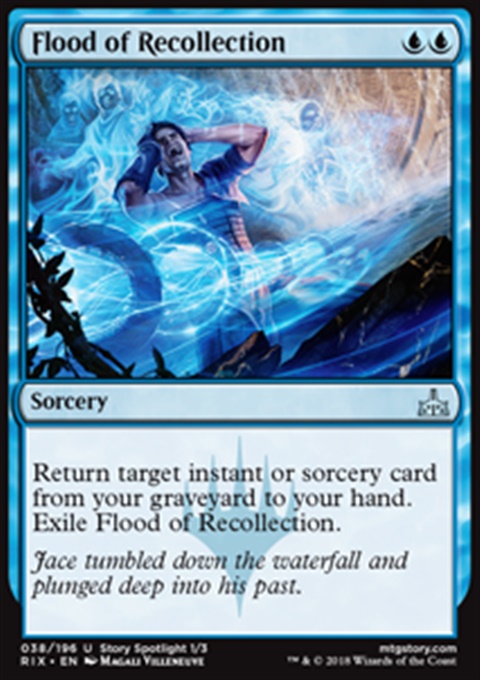 Flood of Recollection
Sorcery
Return target instant or sorcery card
from your graveyard to your hand.
Exile Flood of Recollection.
Jace tumbled down the waterfall and
plunged deep into his past.
038/196 U Story Spotlight 1/3
mtgstory.com
RIX • EN Magali Villeneuve
™ & © 2018 Wizards of the Coast